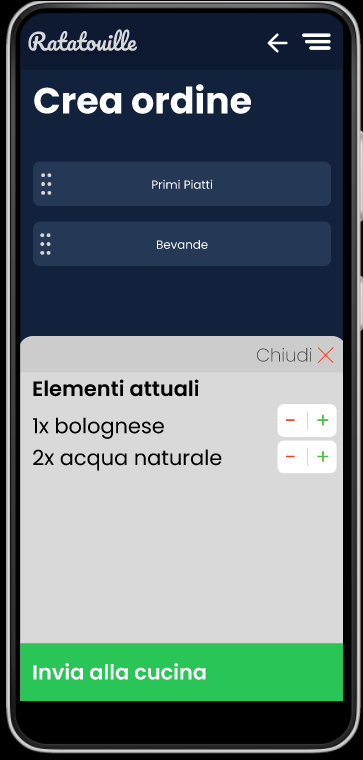 Ratatouille
Crea ordine
Primi Piatti
Bevande
Chiudi
Elementi attuali
1x bolognese
- | +
2x acqua naturale
- | +
Invia alla cucina